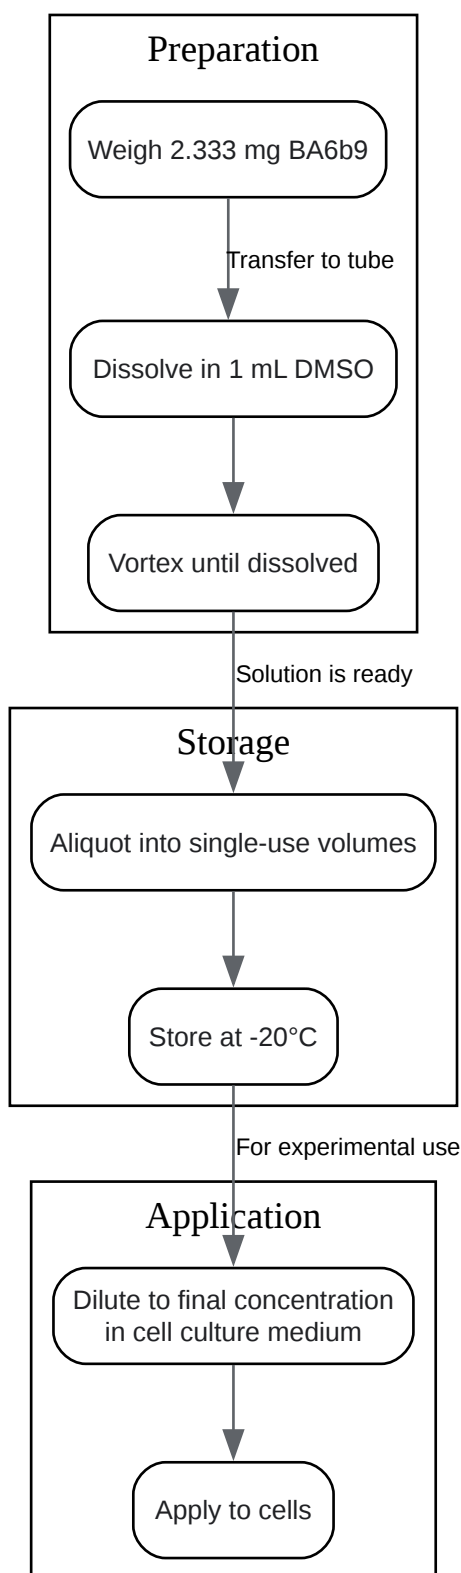 Preparation
Weigh 2.333 mg BA6b9
Transfer to tube
Dissolve in 1 mL DMSO
Vortex until dissolved
Solution is ready
Storage
Aliquot into single-use volumes
Store at -20°C
For experimental use
Application
Dilute to final concentration
in cell culture medium
Apply to cells